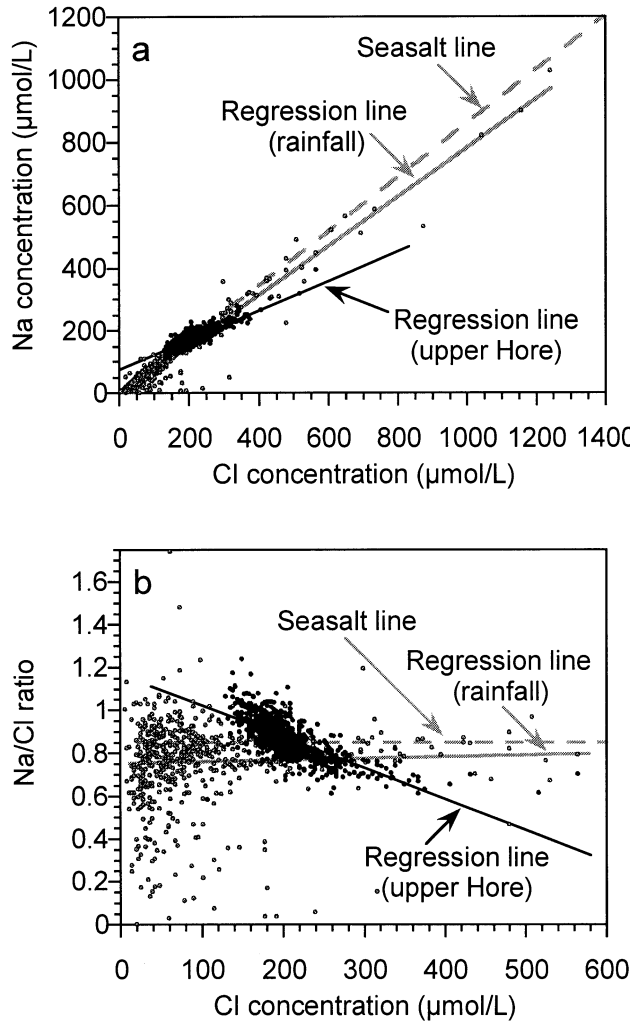 a
Seasalt line
Regression line
(rainfall)
Regression line
(upper Hore)
Na concentration (µmol/L)
1200
1000
800
600
400
200
0
0 200 400 600 800 1000 1200 1400
Cl concentration (µmol/L)
b
Seasalt line
Regression line
(rainfall)
Regression line
(upper Hore)
Na/Cl ratio
1.6
1.4
1.2
1
0.8
0.6
0.4
0.2
0
0 100 200 300 400 500 600
Cl concentration (µmol/L)